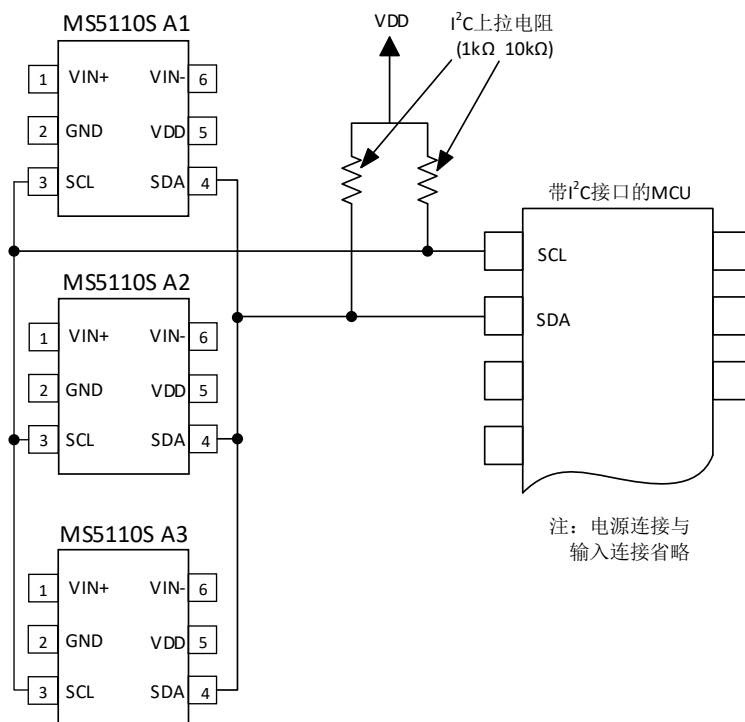 MS5110S A1
1 VIN+ VIN- 6
2 GND VDD 5
3 SCL SDA 4
VDD
I²C上拉电阻
(1kΩ 10kΩ)
带I²C接口的MCU
SCL
SDA
MS5110S A2
1 VIN+ VIN- 6
2 GND VDD 5
3 SCL SDA 4
注：电源连接与
输入连接省略
MS5110S A3
1 VIN+ VIN- 6
2 GND VDD 5
3 SCL SDA 4